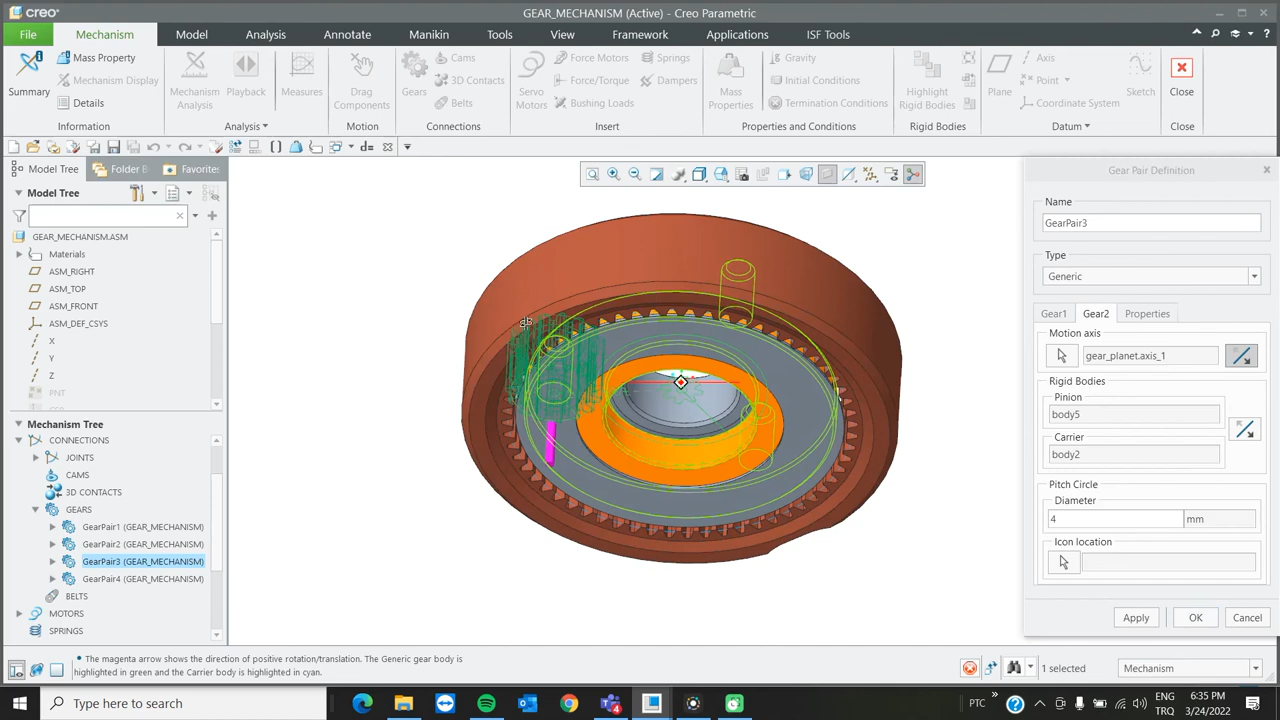 creo
GEAR_MECHANISM (Active) - Creo Parametric
File
Mechanism
Model
Analysis
Annotate
Manikin
Tools
View
Framework
Applications
ISF Tools
Summary
Mass Property
Mechanism Display
Details
Information
Mechanism
Analysis
Playback
Measures
Analysis
Drag
Components
Motion
Gears
Cams
3D Contacts
Belts
Connections
Servo
Motors
Force Motors
Force/Torque
Bushing Loads
Springs
Dampers
Insert
Mass
Properties
Gravity
Initial Conditions
Termination Conditions
Properties and Conditions
Highlight
Rigid Bodies
Rigid Bodies
Plane
Axis
Point
Coordinate System
Sketch
Datum
Close
Close
Model Tree
Folder B
Favorites
Model Tree
GEAR_MECHANISM.ASM
Materials
ASM_RIGHT
ASM_TOP
ASM_FRONT
ASM_DEF_CSYS
X
Y
Z
PNT
Mechanism Tree
CONNECTIONS
JOINTS
CAMS
3D CONTACTS
GEARS
GearPair1 (GEAR_MECHANISM)
GearPair2 (GEAR_MECHANISM)
GearPair3 (GEAR_MECHANISM)
GearPair4 (GEAR_MECHANISM)
BELTS
MOTORS
SPRINGS
Gear Pair Definition
Name
GearPair3
Type
Generic
Gear1
Gear2
Properties
Motion axis
gear_planet.axis_1
Rigid Bodies
Pinion
body5
Carrier
body2
Pitch Circle
Diameter
4
mm
Icon location
Apply
OK
Cancel
• The magenta arrow shows the direction of positive rotation/translation. The Generic gear body is
highlighted in green and the Carrier body is highlighted in cyan.
1 selected
Mechanism
Type here to search
4
PTC
ENG
TRQ
6:35 PM
3/24/2022